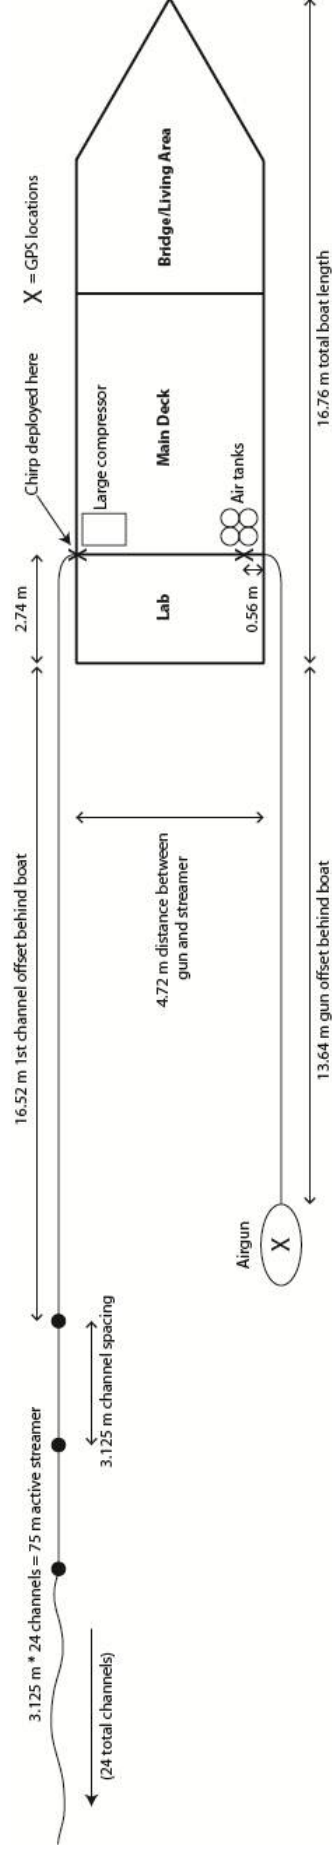 3.125 m * 24 channels = 75 m active streamer
16.52 m 1st channel offset behind boat
2.74 m
Chirp deployed here
X = GPS locations
(24 total channels)
3.125 m channel spacing
4.72 m distance between
gun and streamer
Large compressor
Lab
Main Deck
Bridge/Living Area
0.56 m
Air tanks
Airgun
X
13.64 m gun offset behind boat
16.76 m total boat length